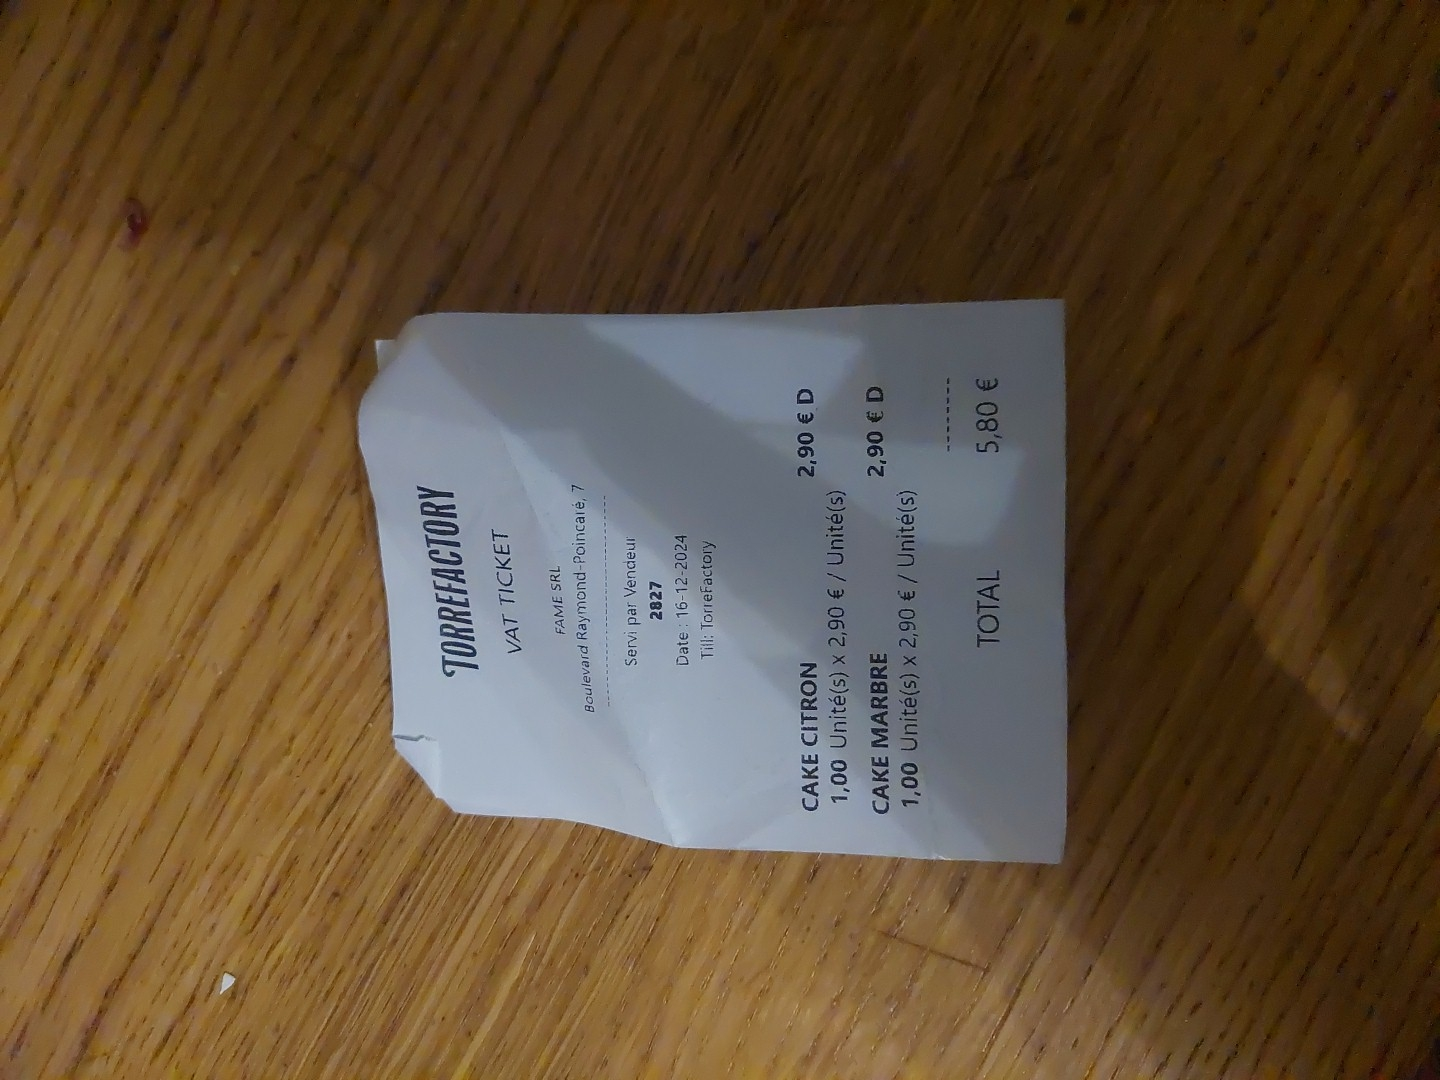 TORREFACTORY
VAT TICKET
FAME SRL
Boulevard Raymond-Poincaré, 7
--------------------------------
Servi par Vendeur
2827
Date : 16-12-2024
Till: TorreFactory
CAKE CITRON 2,90 € D
1,00 Unité(s) x 2,90 € / Unité(s)
CAKE MARBRE 2,90 € D
1,00 Unité(s) x 2,90 € / Unité(s)
--------
TOTAL 5,80 €